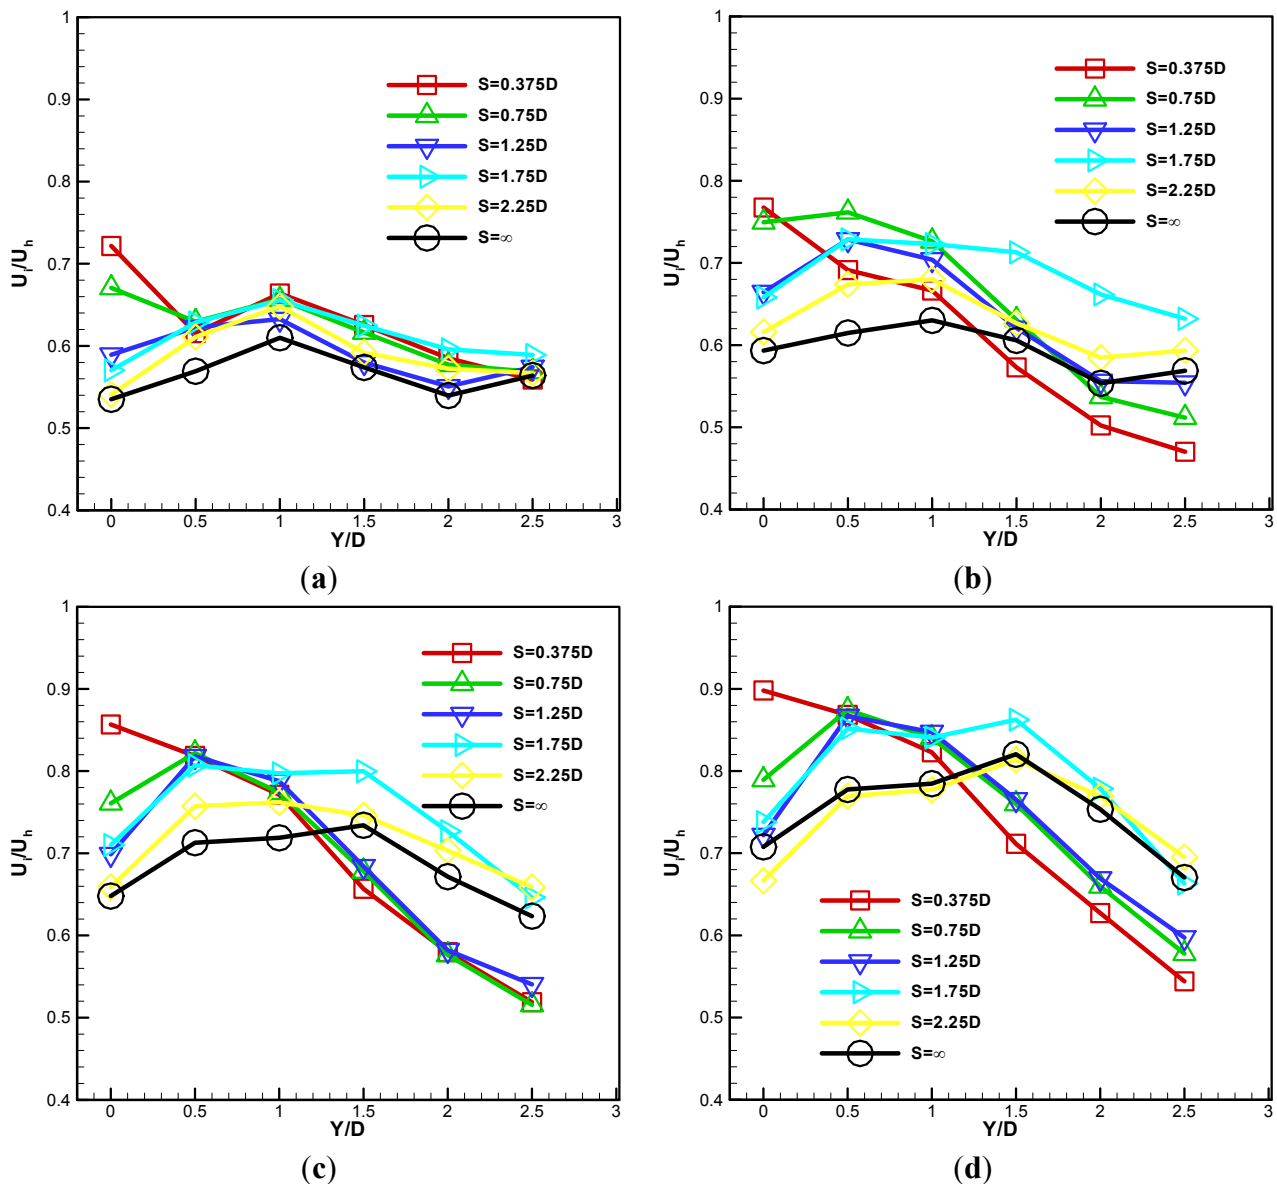 1
0.9
0.8
0.7
0.6
0.5
0.4
0
0.5
1
1.5
2
2.5
3
Y/D
Ui/Uh
S=0.375D
S=0.75D
S=1.25D
S=1.75D
S=2.25D
S=∞
(a)
1
0.9
0.8
0.7
0.6
0.5
0.4
0
0.5
1
1.5
2
2.5
3
Y/D
Ui/Uh
S=0.375D
S=0.75D
S=1.25D
S=1.75D
S=2.25D
S=∞
(b)
1
0.9
0.8
0.7
0.6
0.5
0.4
0
0.5
1
1.5
2
2.5
3
Y/D
Ui/Uh
S=0.375D
S=0.75D
S=1.25D
S=1.75D
S=2.25D
S=∞
(c)
1
0.9
0.8
0.7
0.6
0.5
0.4
0
0.5
1
1.5
2
2.5
3
Y/D
Ui/Uh
S=0.375D
S=0.75D
S=1.25D
S=1.75D
S=2.25D
S=∞
(d)